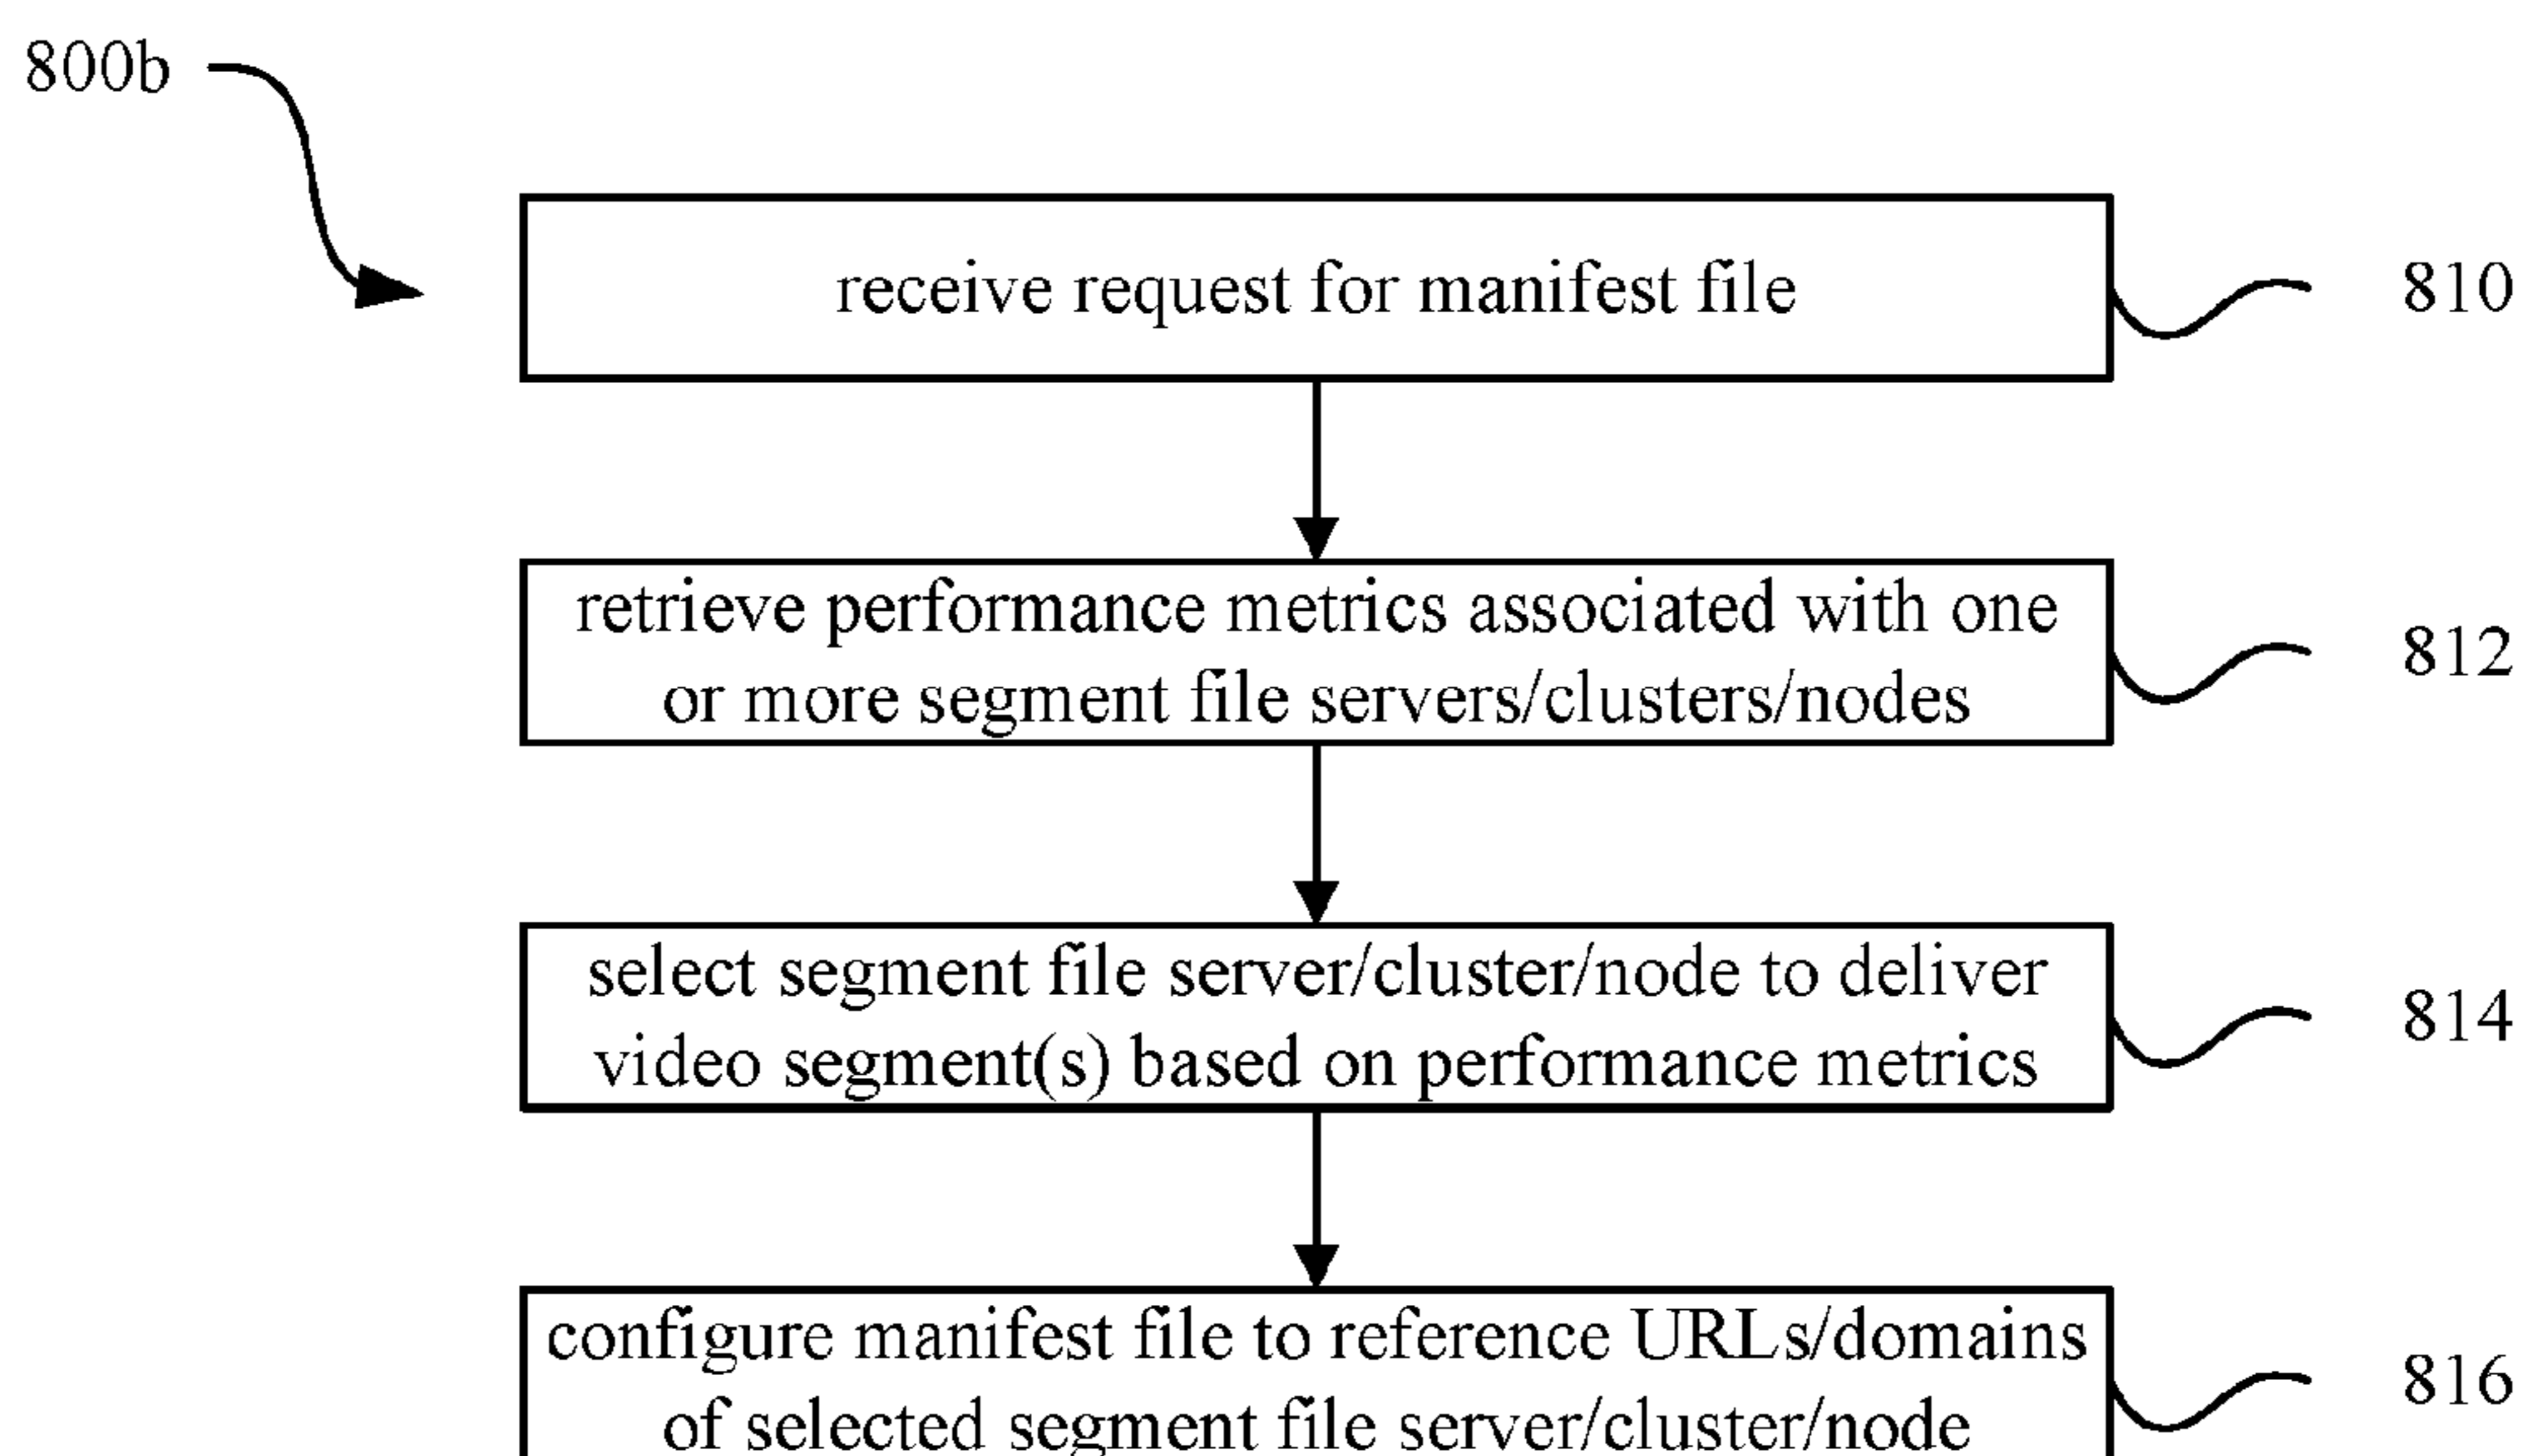 800b
receive request for manifest file
810
retrieve performance metrics associated with one
or more segment file servers/clusters/nodes
812
select segment file server/cluster/node to deliver
video segment(s) based on performance metrics
814
configure manifest file to reference URLs/domains
of selected segment file server/cluster/node
816